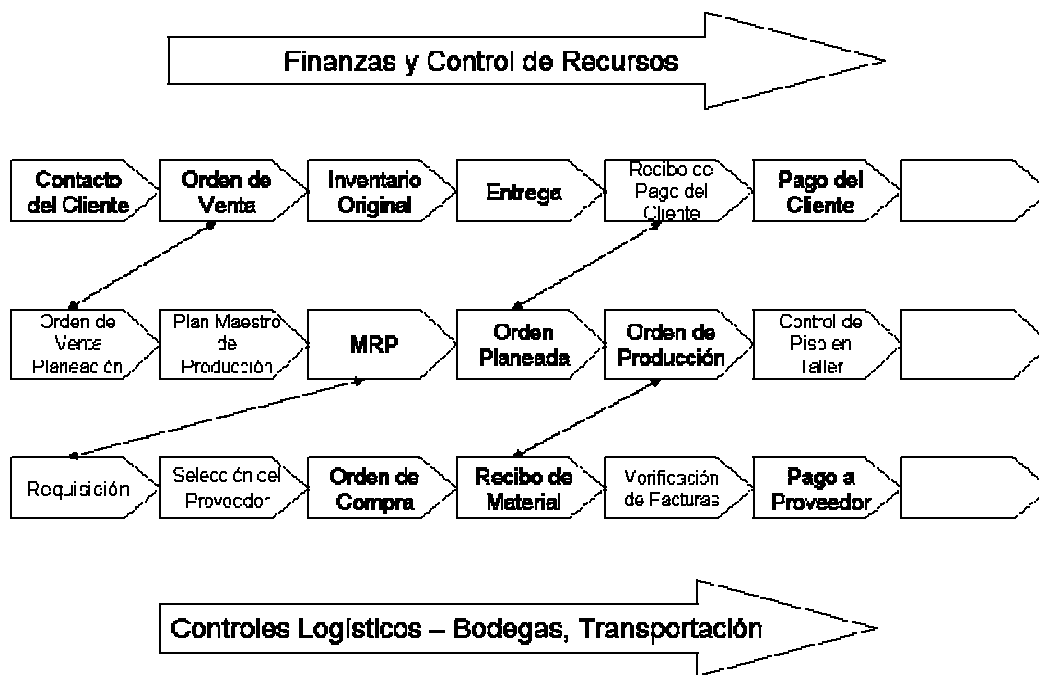 Finanzas y Control de Recursos
Contacto
del Cliente
Orden de
Venta
Inventario
Original
Entrega
Recibo de
Pago del
Cliente
Pago del
Cliente
Orden de
Venta
Planeación
Plan Maestro
de
Producción
MRP
Orden
Planeada
Orden de
Producción
Control de
Piso en
Taller
Requisición
Selección del
Proveedor
Orden de
Compra
Recibo de
Material
Verificación
de Facturas
Pago a
Proveedor
Controles Logísticos – Bodegas, Transportación